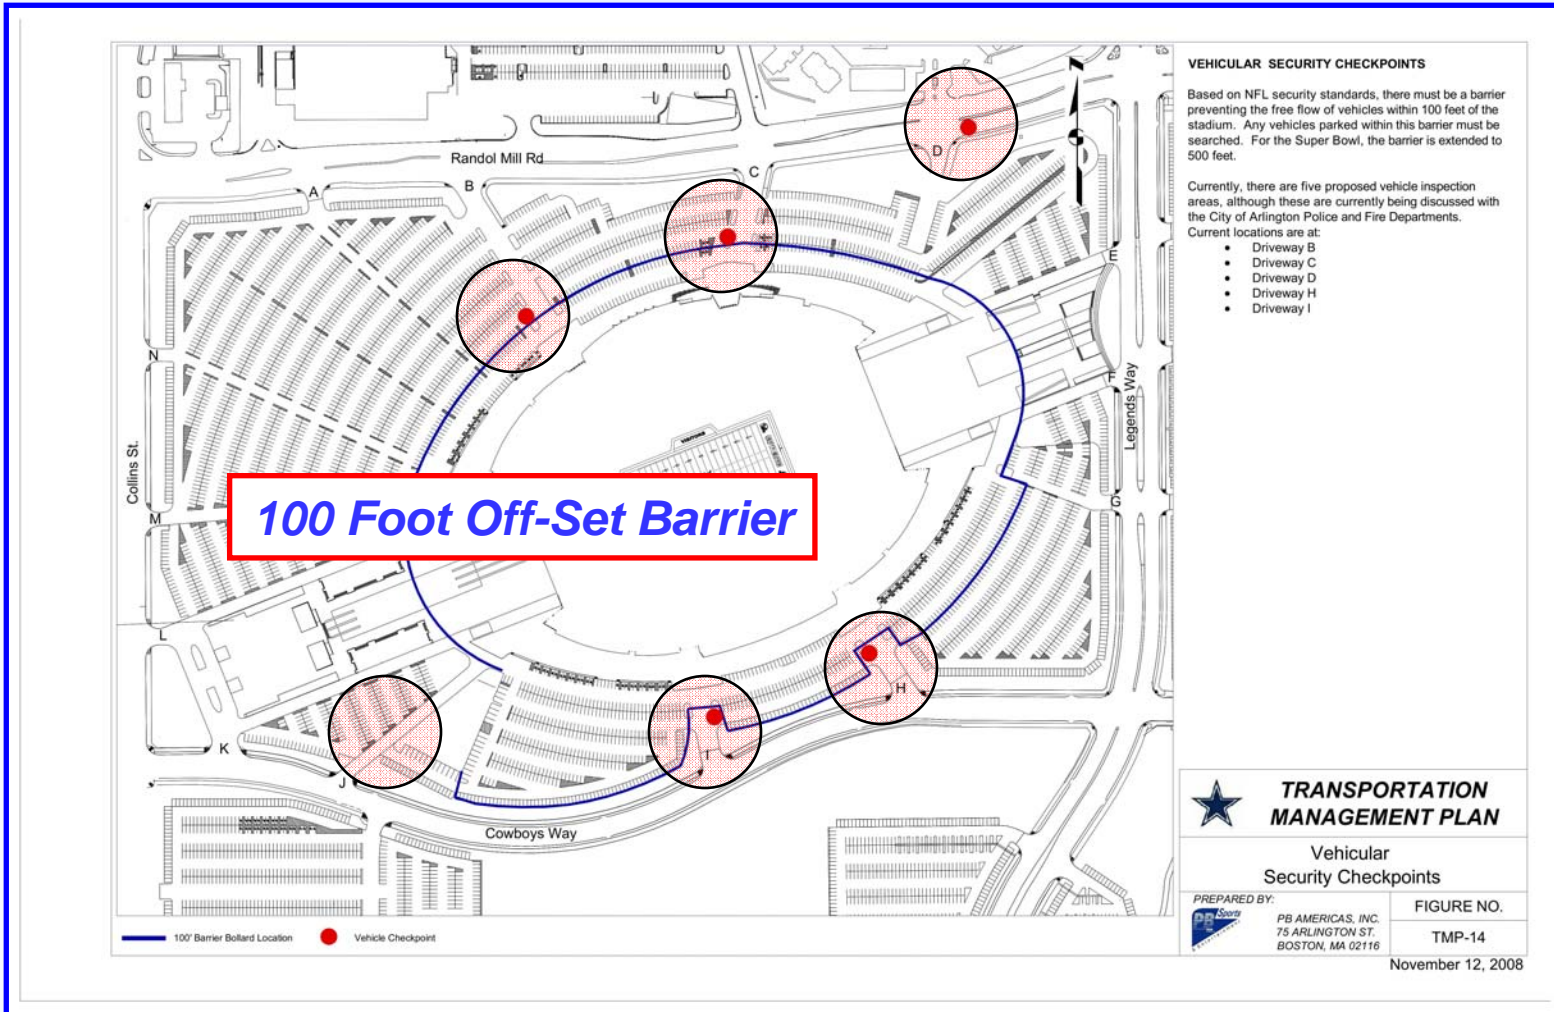 VEHICULAR SECURITY CHECKPOINTS
Based on NFL security standards, there must be a barrier
preventing the free flow of vehicles within 100 feet of the
stadium. Any vehicles parked within this barrier must be
searched. For the Super Bowl, the barrier is extended to
500 feet.
Currently, there are five proposed vehicle inspection
areas, although these are currently being discussed with
the City of Arlington Police and Fire Departments.
Current locations are at:
• Driveway B
• Driveway C
• Driveway D
• Driveway H
• Driveway I
Randol Mill Rd
A
B
C
D
E
F
G
H
I
J
K
L
M
N
Collins St.
Legends Way
Cowboys Way
VISITORS
100 Foot Off-Set Barrier
100' Barrier Bollard Location
Vehicle Checkpoint
TRANSPORTATION
MANAGEMENT PLAN
Vehicular
Security Checkpoints
PREPARED BY:
PB Sports
& Entertainment
PB AMERICAS, INC.
75 ARLINGTON ST.
BOSTON, MA 02116
FIGURE NO.
TMP-14
November 12, 2008